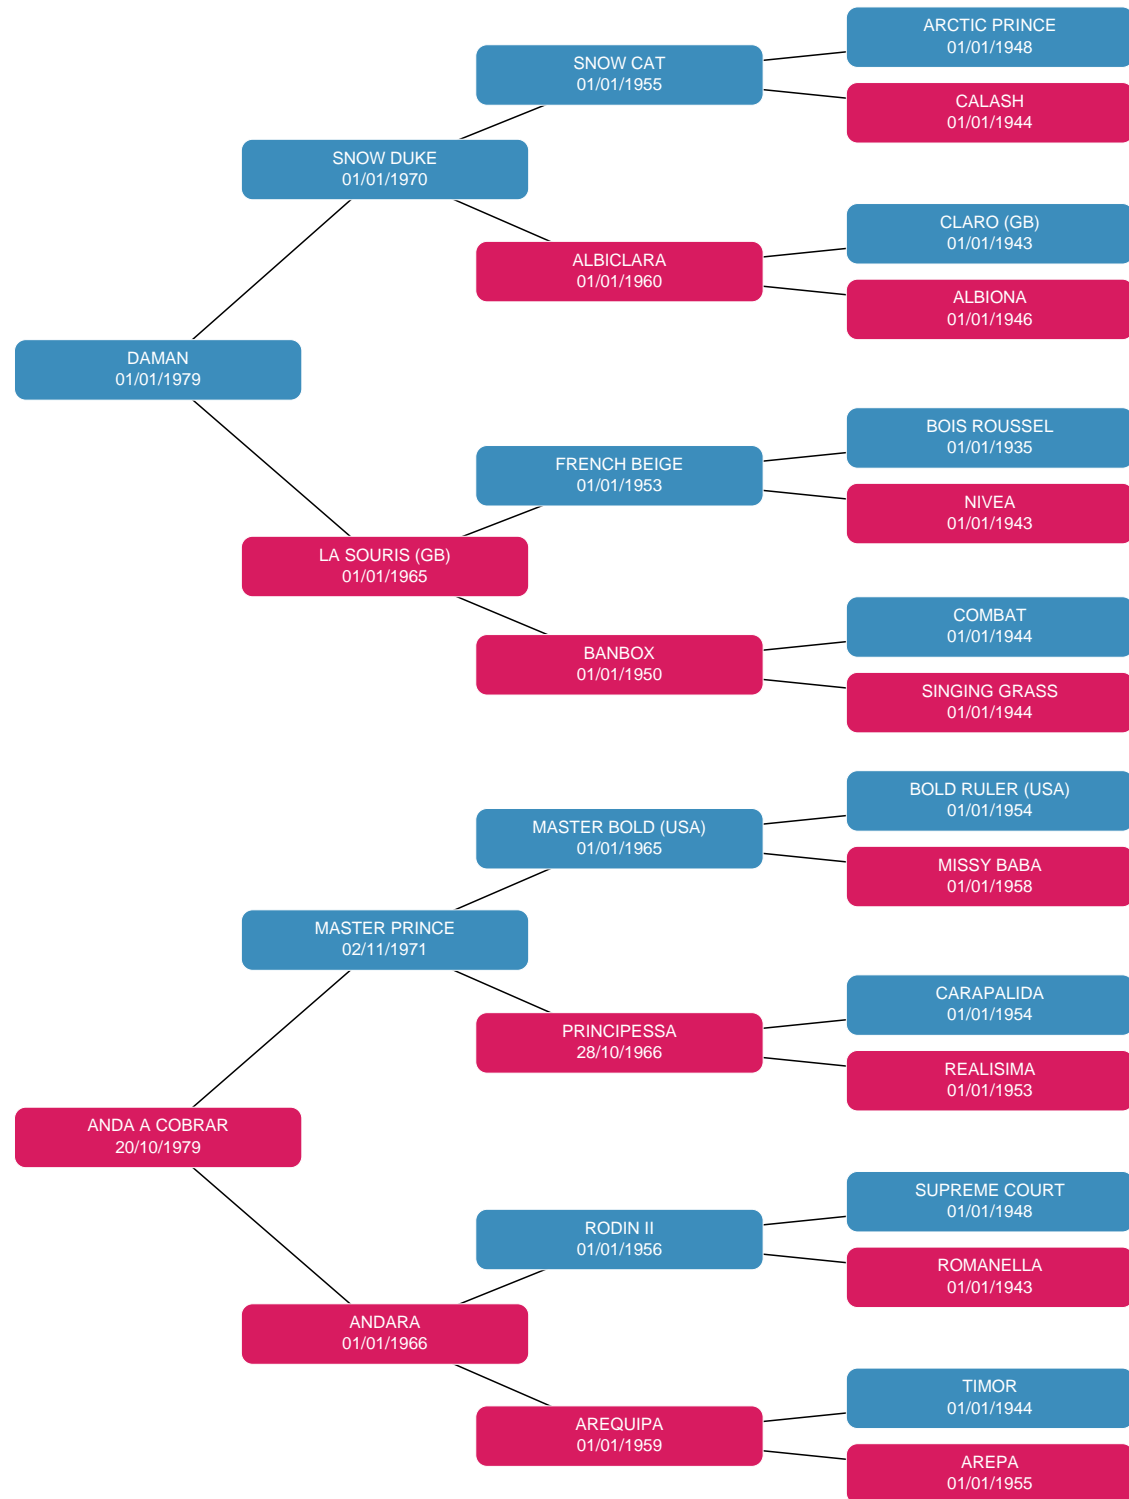 ARCTIC PRINCE
01/01/1948
SNOW CAT
01/01/1955
CALASH
01/01/1944
SNOW DUKE
01/01/1970
CLARO (GB)
01/01/1943
ALBICLARA
01/01/1960
ALBIONA
01/01/1946
DAMAN
01/01/1979
BOIS ROUSSEL
01/01/1935
FRENCH BEIGE
01/01/1953
NIVEA
01/01/1943
LA SOURIS (GB)
01/01/1965
COMBAT
01/01/1944
BANBOX
01/01/1950
SINGING GRASS
01/01/1944
BOLD RULER (USA)
01/01/1954
MASTER BOLD (USA)
01/01/1965
MISSY BABA
01/01/1958
MASTER PRINCE
02/11/1971
CARAPALIDA
01/01/1954
PRINCIPESSA
28/10/1966
REALISIMA
01/01/1953
ANDA A COBRAR
20/10/1979
SUPREME COURT
01/01/1948
RODIN II
01/01/1956
ROMANELLA
01/01/1943
ANDARA
01/01/1966
TIMOR
01/01/1944
AREQUIPA
01/01/1959
AREPA
01/01/1955